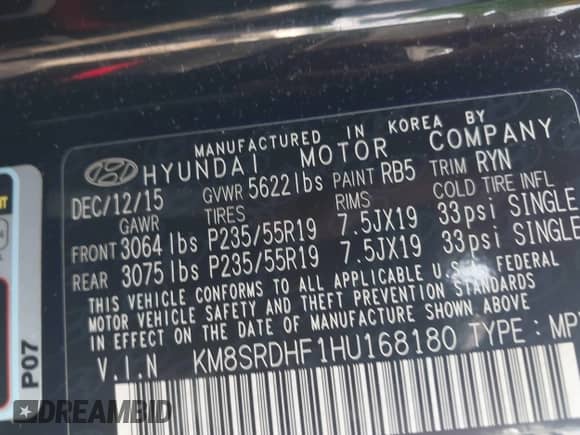 MANUFACTURED IN KOREA BY
HYUNDAI MOTOR COMPANY
DEC/12/15 GVWR 5622lbs PAINT RB5 TRIM RYN
GAWR TIRES RIMS COLD TIRE INFL
FRONT 3064 lbs P235/55R19 7.5JX19 33psi SINGLE
REAR 3075 lbs P235/55R19 7.5JX19 33psi SINGLE
THIS VEHICLE CONFORMS TO ALL APPLICABLE U.S. FEDERAL
MOTOR VEHICLE SAFETY AND THEFT PREVENTION STANDARDS
IN EFFECT ON THE DATE OF MANUFACTURE SHOWN ABOVE
V.I.N KM8SRDHF1HU168180 TYPE : MP
P07
DREAMBID